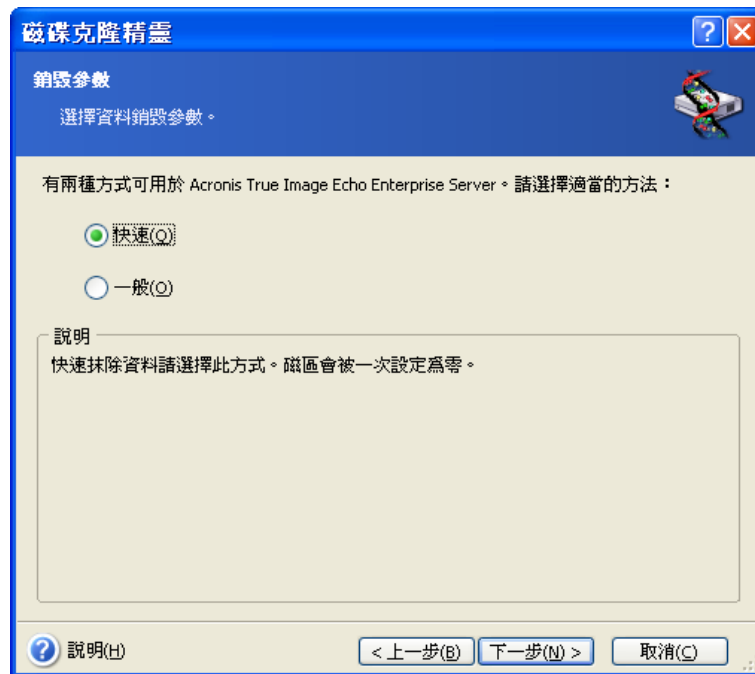 磁碟克隆精靈
銷毀參數
選擇資料銷毀參數。
有兩種方式可用於 Acronis True Image Echo Enterprise Server。請選擇適當的方法：
快速(Q)
一般(O)
說明
快速抹除資料請選擇此方式。磁區會被一次設定爲零。
說明(H)
< 上一步(B)
下一步(N) >
取消(C)